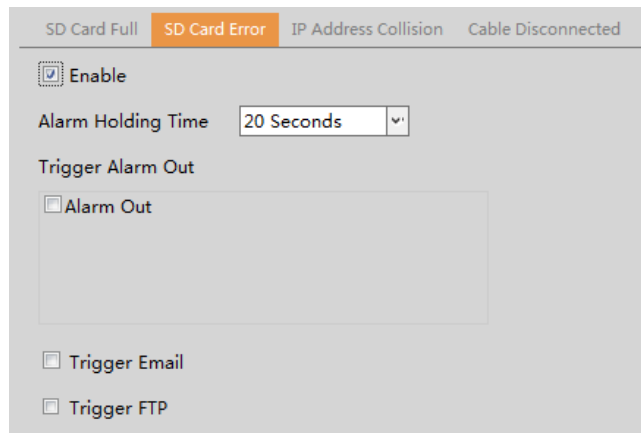 SD Card Full SD Card Error IP Address Collision Cable Disconnected
Enable
Alarm Holding Time 20 Seconds
Trigger Alarm Out
Alarm Out
Trigger Email
Trigger FTP